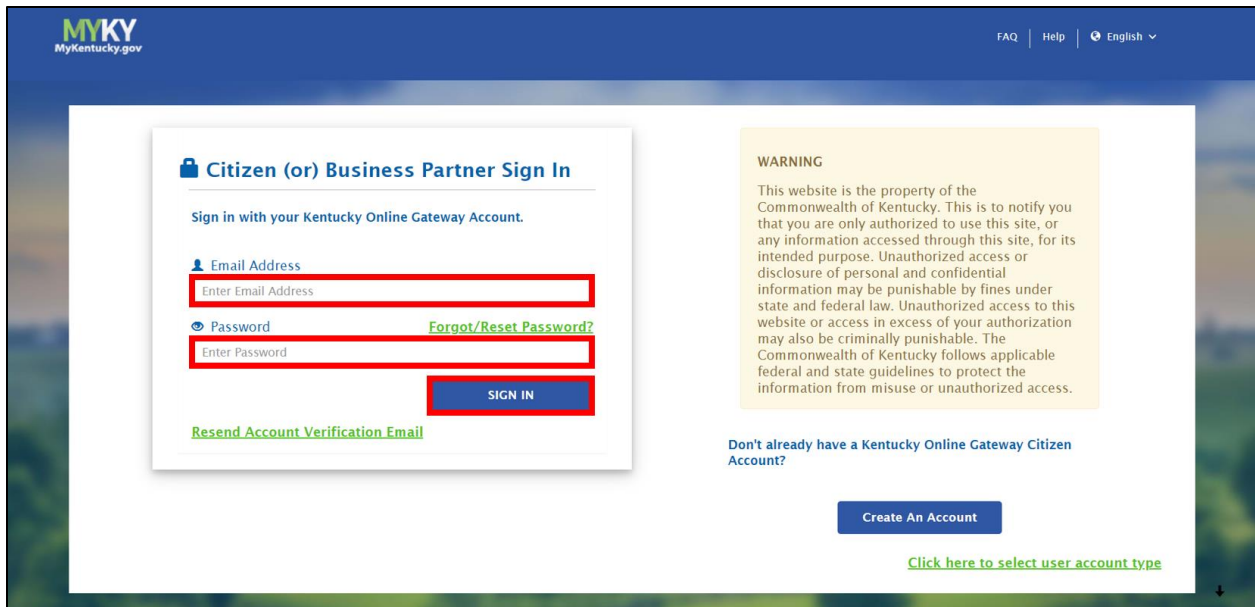 MYKY
MyKentucky.gov
FAQ
Help
English
Citizen (or) Business Partner Sign In
Sign in with your Kentucky Online Gateway Account.
Email Address
Enter Email Address
Password
Forgot/Reset Password?
Enter Password
SIGN IN
Resend Account Verification Email
WARNING
This website is the property of the
Commonwealth of Kentucky. This is to notify you
that you are only authorized to use this site, or
any information accessed through this site, for its
intended purpose. Unauthorized access or
disclosure of personal and confidential
information may be punishable by fines under
state and federal law. Unauthorized access to this
website or access in excess of your authorization
may also be criminally punishable. The
Commonwealth of Kentucky follows applicable
federal and state guidelines to protect the
information from misuse or unauthorized access.
Don't already have a Kentucky Online Gateway Citizen
Account?
Create An Account
Click here to select user account type